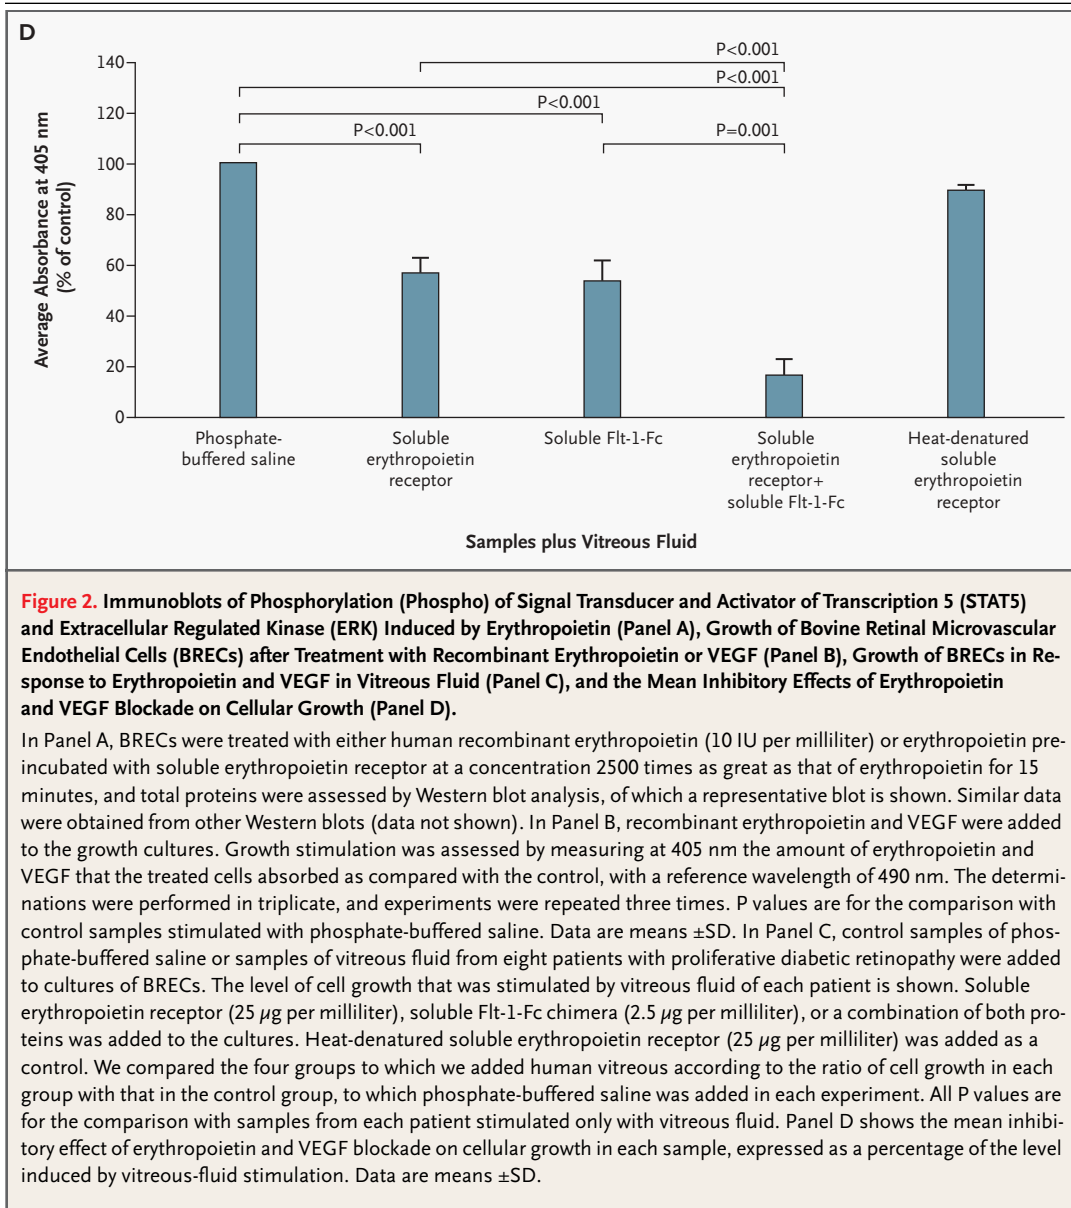 D
P<0.001
P<0.001
P<0.001
P<0.001
P=0.001
Average Absorbance at 405 nm
(% of control)
140
120
100
80
60
40
20
0
Phosphate-
buffered saline
Soluble
erythropoietin
receptor
Soluble Flt-1-Fc
Soluble
erythropoietin
receptor+
soluble Flt-1-Fc
Heat-denatured
soluble
erythropoietin
receptor
Samples plus Vitreous Fluid
Figure 2. Immunoblots of Phosphorylation (Phospho) of Signal Transducer and Activator of Transcription 5 (STAT5)
and Extracellular Regulated Kinase (ERK) Induced by Erythropoietin (Panel A), Growth of Bovine Retinal Microvascular
Endothelial Cells (BRECs) after Treatment with Recombinant Erythropoietin or VEGF (Panel B), Growth of BRECs in Re-
sponse to Erythropoietin and VEGF in Vitreous Fluid (Panel C), and the Mean Inhibitory Effects of Erythropoietin
and VEGF Blockade on Cellular Growth (Panel D).
In Panel A, BRECs were treated with either human recombinant erythropoietin (10 IU per milliliter) or erythropoietin pre-
incubated with soluble erythropoietin receptor at a concentration 2500 times as great as that of erythropoietin for 15
minutes, and total proteins were assessed by Western blot analysis, of which a representative blot is shown. Similar data
were obtained from other Western blots (data not shown). In Panel B, recombinant erythropoietin and VEGF were added
to the growth cultures. Growth stimulation was assessed by measuring at 405 nm the amount of erythropoietin and
VEGF that the treated cells absorbed as compared with the control, with a reference wavelength of 490 nm. The determi-
nations were performed in triplicate, and experiments were repeated three times. P values are for the comparison with
control samples stimulated with phosphate-buffered saline. Data are means ±SD. In Panel C, control samples of phos-
phate-buffered saline or samples of vitreous fluid from eight patients with proliferative diabetic retinopathy were added
to cultures of BRECs. The level of cell growth that was stimulated by vitreous fluid of each patient is shown. Soluble
erythropoietin receptor (25 μg per milliliter), soluble Flt-1-Fc chimera (2.5 μg per milliliter), or a combination of both pro-
teins was added to the cultures. Heat-denatured soluble erythropoietin receptor (25 μg per milliliter) was added as a
control. We compared the four groups to which we added human vitreous according to the ratio of cell growth in each
group with that in the control group, to which phosphate-buffered saline was added in each experiment. All P values are
for the comparison with samples from each patient stimulated only with vitreous fluid. Panel D shows the mean inhibi-
tory effect of erythropoietin and VEGF blockade on cellular growth in each sample, expressed as a percentage of the level
induced by vitreous-fluid stimulation. Data are means ±SD.